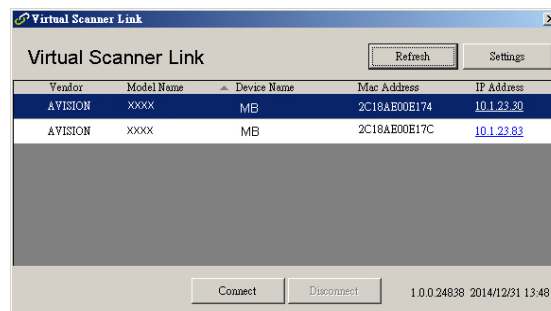 Virtual Scanner Link
Virtual Scanner Link Refresh Settings
Vendor Model Name Device Name Mac Address IP Address
AVISION XXXX MB 2C18AE00E174 10.1.23.30
AVISION XXXX MB 2C18AE00E17C 10.1.23.83
Connect Disconnect 1.0.0.24838 2014/12/31 13:48